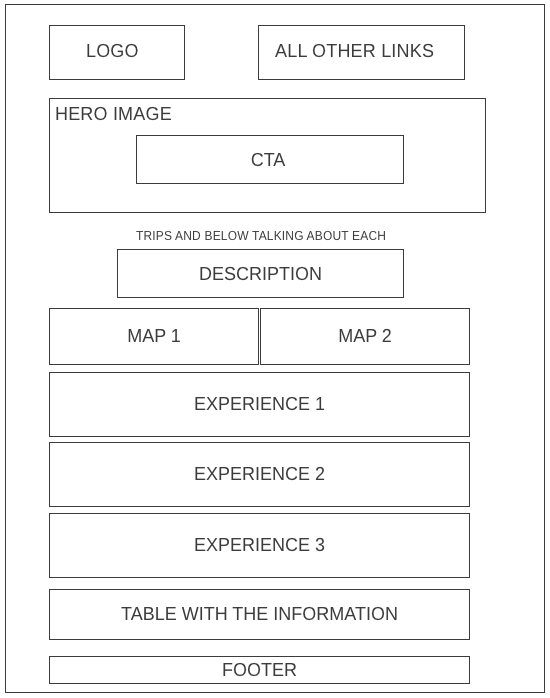 LOGO
ALL OTHER LINKS
HERO IMAGE
CTA
TRIPS AND BELOW TALKING ABOUT EACH
DESCRIPTION
MAP 1
MAP 2
EXPERIENCE 1
EXPERIENCE 2
EXPERIENCE 3
TABLE WITH THE INFORMATION
FOOTER